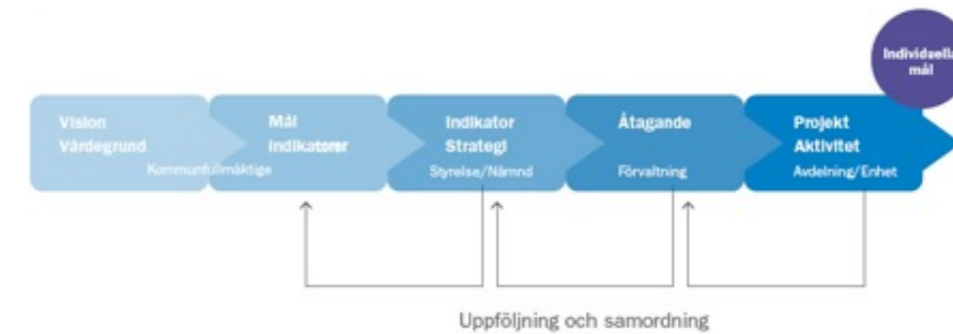 Individuella
mål
Vision
Värdegrund
Mål
Indikatorer
Kommunfullmäktige
Indikator
Strategi
Styrelse/Nämnd
Åtagande
Förvaltning
Projekt
Aktivitet
Avdelning/Enhet
Uppföljning och samordning